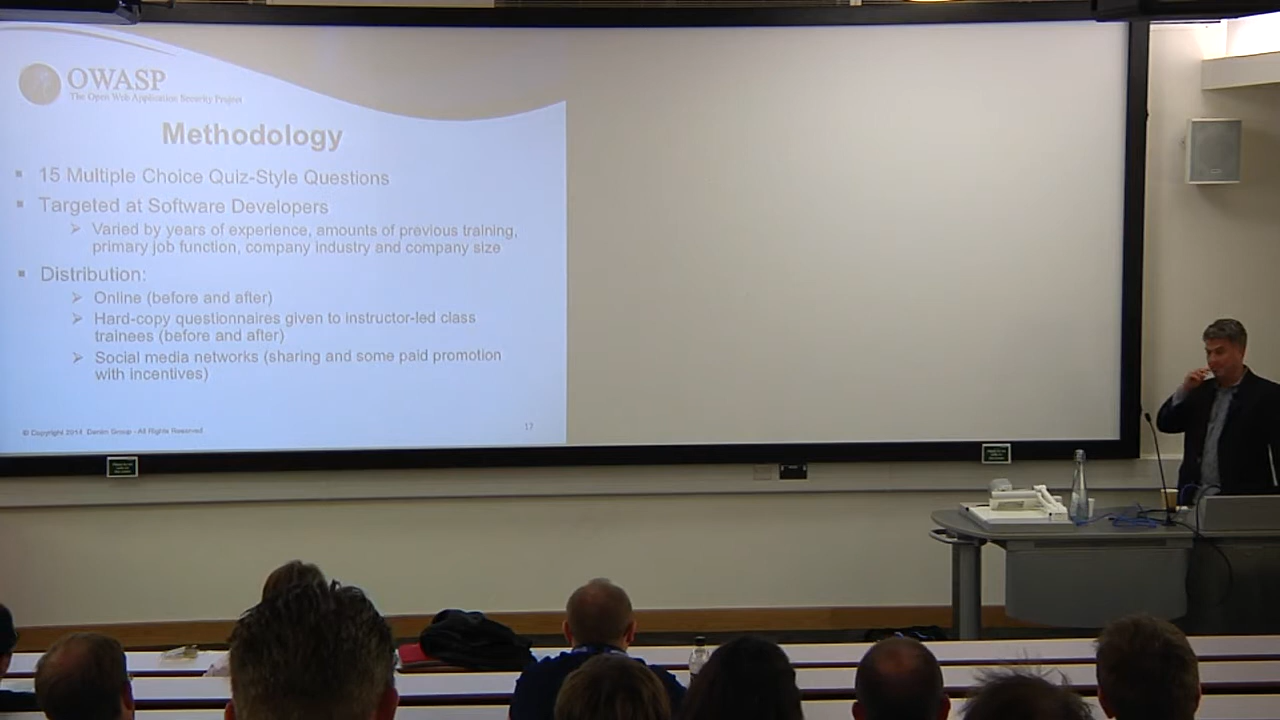 OWASP
The Open Web Application Security Project
Methodology
▪ 15 Multiple Choice Quiz-Style Questions
▪ Targeted at Software Developers
➢ Varied by years of experience, amounts of previous training,
primary job function, company industry and company size
▪ Distribution:
➢ Online (before and after)
➢ Hard-copy questionnaires given to instructor-led class
trainees (before and after)
➢ Social media networks (sharing and some paid promotion
with incentives)
© Copyright 2014 Denim Group - All Rights Reserved.
17